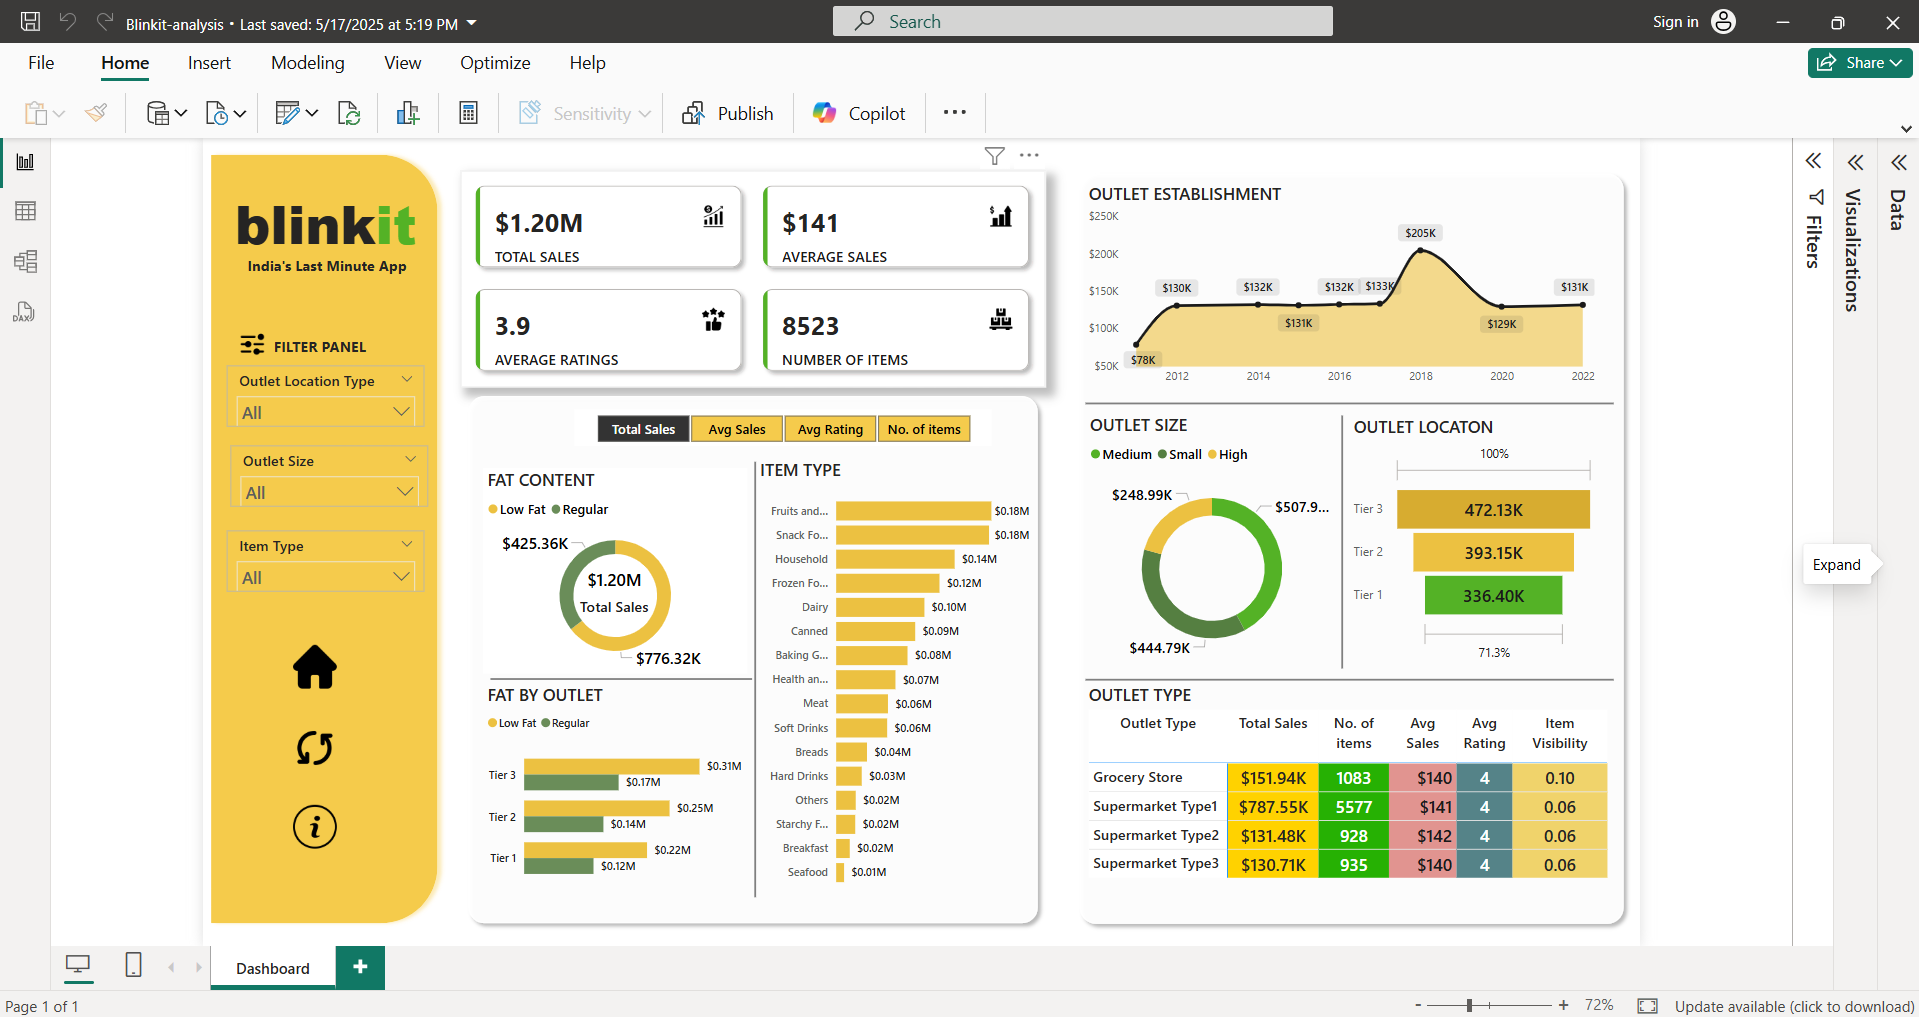 Blinkit-analysis • Last saved: 5/17/2025 at 5:19 PM
Search
Sign in
File Home Insert Modeling View Optimize Help
Share
Sensitivity
Publish
Copilot
blinkit
India's Last Minute App
FILTER PANEL
Outlet Location Type
All
Outlet Size
All
Item Type
All
$1.20M
TOTAL SALES
$141
AVERAGE SALES
3.9
AVERAGE RATINGS
8523
NUMBER OF ITEMS
Total Sales Avg Sales Avg Rating No. of items
FAT CONTENT
Low Fat Regular
$425.36K
$1.20M
Total Sales
$776.32K
FAT BY OUTLET
Low Fat Regular
Tier 3 $0.31M
$0.17M
Tier 2 $0.25M
$0.14M
Tier 1 $0.22M
$0.12M
ITEM TYPE
Fruits and... $0.18M
Snack Fo... $0.18M
Household $0.14M
Frozen Fo... $0.12M
Dairy $0.10M
Canned $0.09M
Baking G... $0.08M
Health an... $0.07M
Meat $0.06M
Soft Drinks $0.06M
Breads $0.04M
Hard Drinks $0.03M
Others $0.02M
Starchy F... $0.02M
Breakfast $0.02M
Seafood $0.01M
OUTLET ESTABLISHMENT
$250K
$200K
$150K
$100K
$50K
$78K
$130K
$132K
$131K
$132K
$133K
$205K
$129K
$131K
2012 2014 2016 2018 2020 2022
OUTLET SIZE
Medium Small High
$248.99K
$507.9...
$444.79K
OUTLET LOCATON
100%
Tier 3 472.13K
Tier 2 393.15K
Tier 1 336.40K
71.3%
OUTLET TYPE
Outlet Type Total Sales No. of items Avg Sales Avg Rating Item Visibility
Grocery Store $151.94K 1083 $140 4 0.10
Supermarket Type1 $787.55K 5577 $141 4 0.06
Supermarket Type2 $131.48K 928 $142 4 0.06
Supermarket Type3 $130.71K 935 $140 4 0.06
Filters
Visualizations
Data
Expand
Dashboard
+
Page 1 of 1
- + 72%
Update available (click to download)
DAX